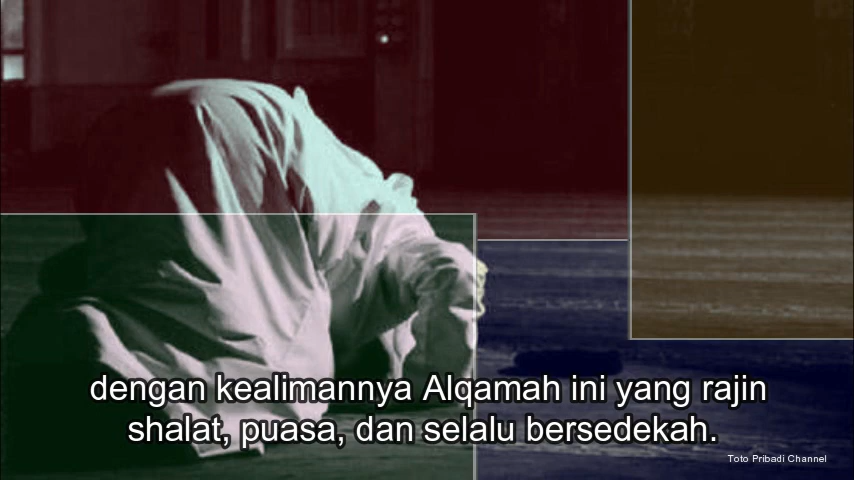 dengan kealimannya Alqamah ini yang rajin
shalat, puasa, dan selalu bersedekah.
Toto Pribadi Channel